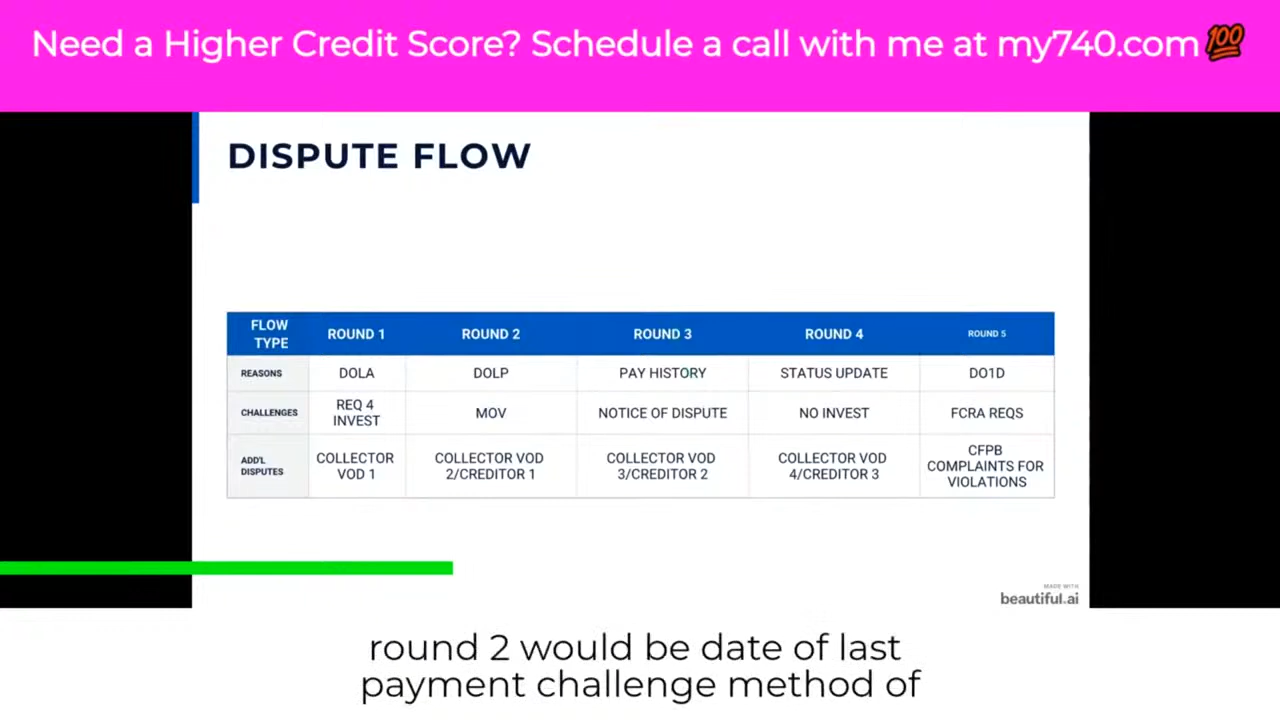 Need a Higher Credit Score? Schedule a call with me at my740.com💯
DISPUTE FLOW
FLOW TYPE ROUND 1 ROUND 2 ROUND 3 ROUND 4 ROUND 5
REASONS DOLA DOLP PAY HISTORY STATUS UPDATE DO1D
CHALLENGES REQ 4 INVEST MOV NOTICE OF DISPUTE NO INVEST FCRA REQS
ADD'L DISPUTES COLLECTOR VOD 1 COLLECTOR VOD 2/CREDITOR 1 COLLECTOR VOD 3/CREDITOR 2 COLLECTOR VOD 4/CREDITOR 3 CFPB COMPLAINTS FOR VIOLATIONS
MADE WITH
beautiful.ai
round 2 would be date of last
payment challenge method of